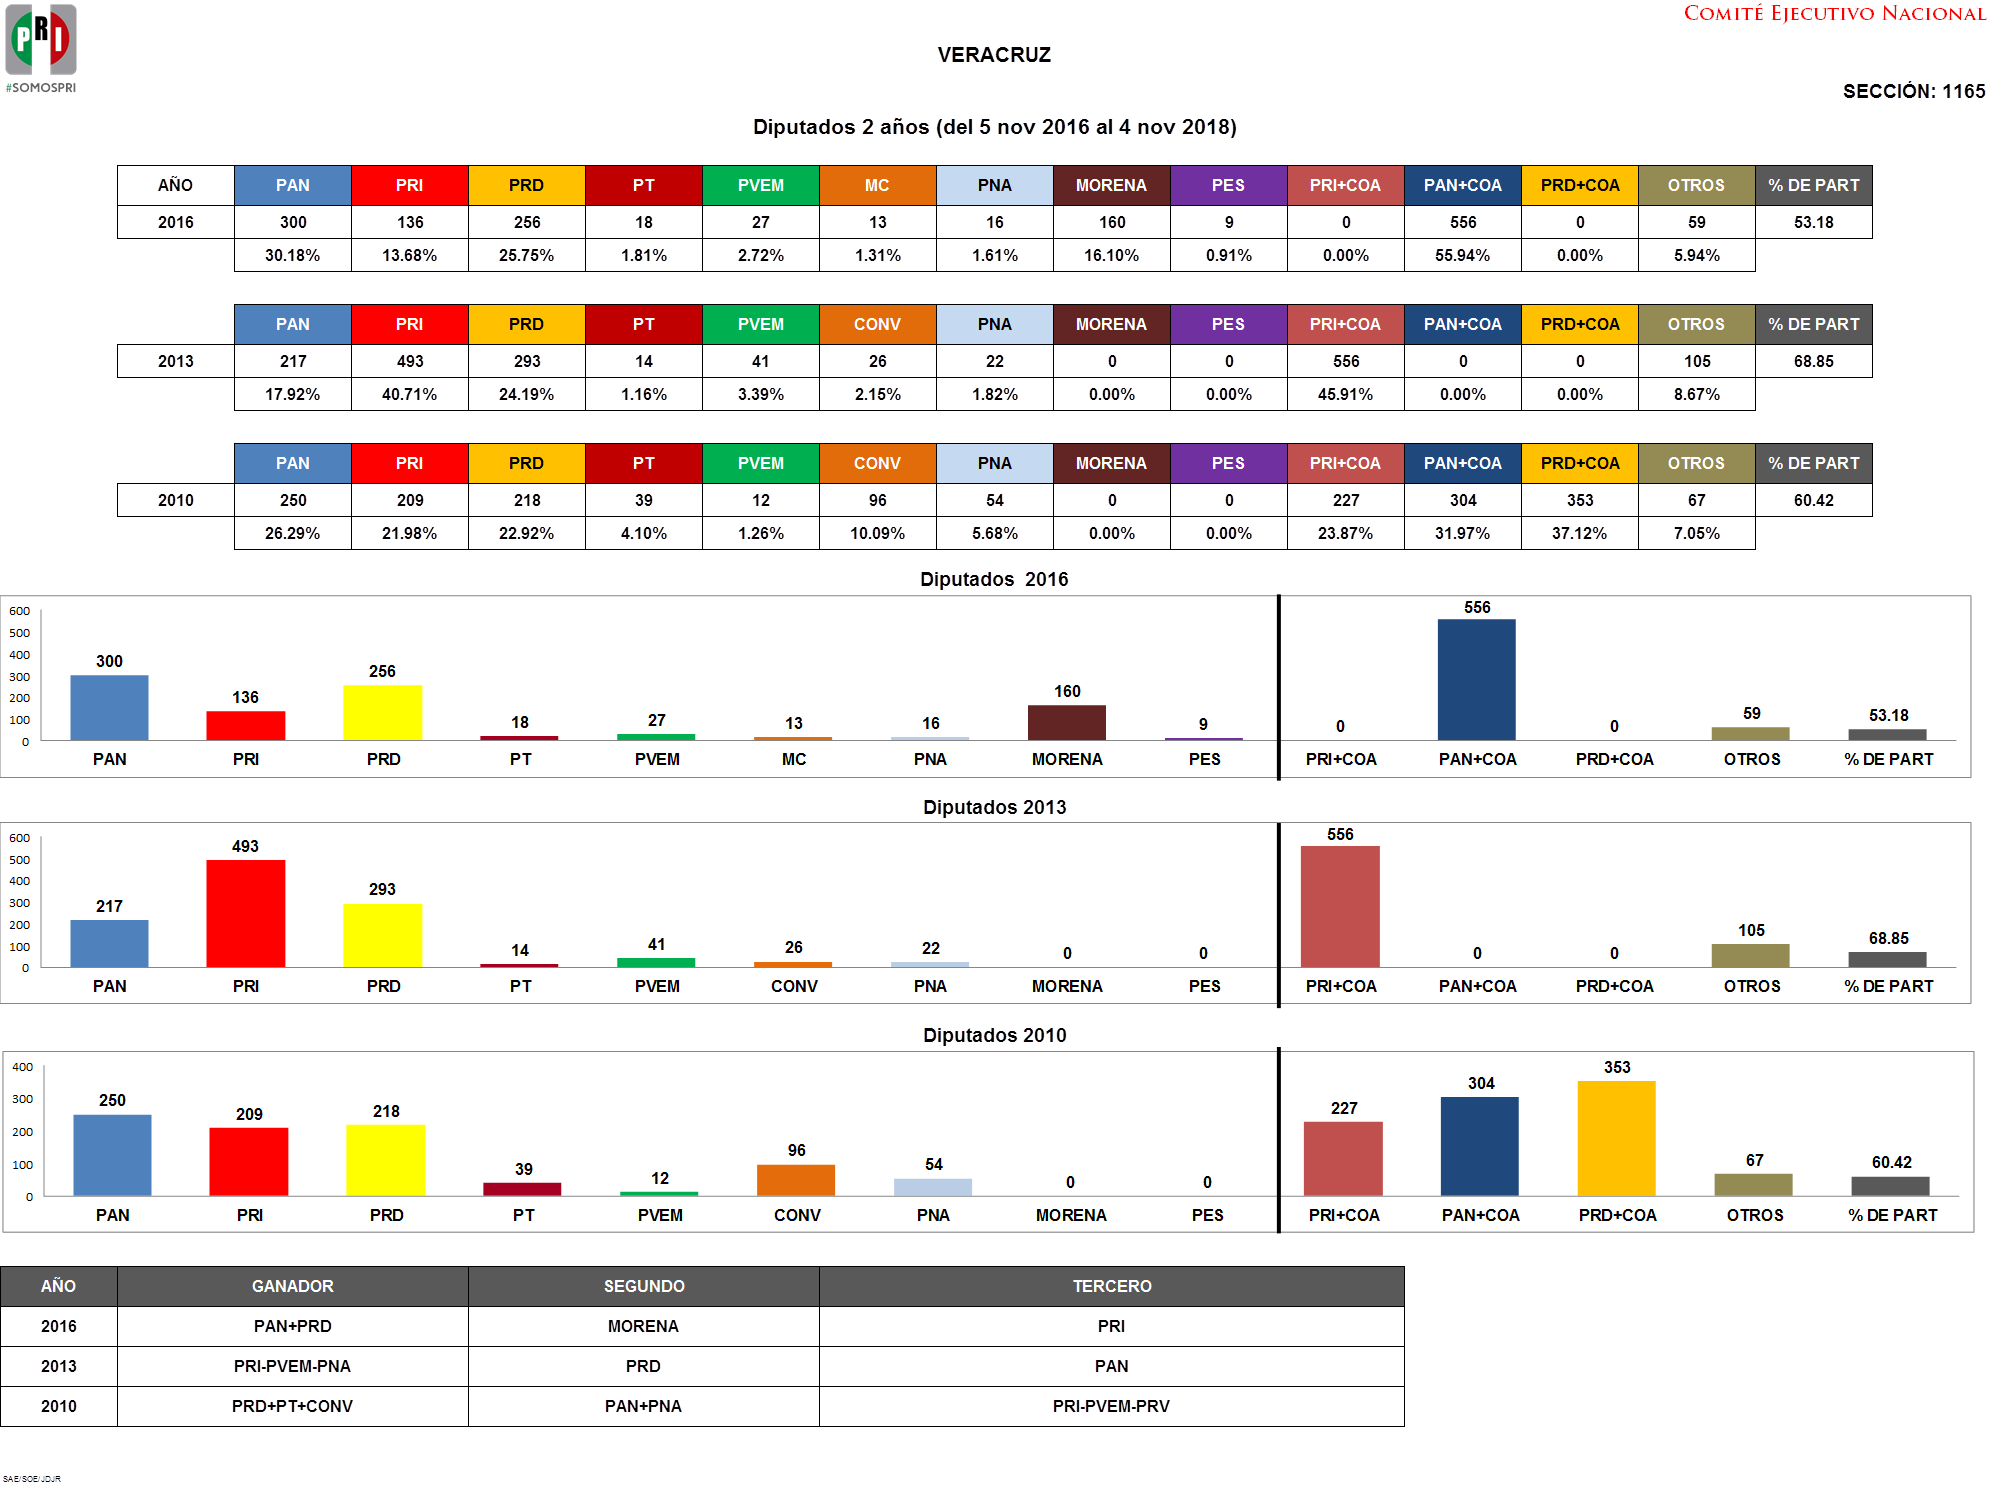 PRI
#SOMOSPRI
COMITÉ EJECUTIVO NACIONAL
VERACRUZ
SECCIÓN: 1165
Diputados 2 años (del 5 nov 2016 al 4 nov 2018)
AÑO PAN PRI PRD PT PVEM MC PNA MORENA PES PRI+COA PAN+COA PRD+COA OTROS % DE PART
2016 300 136 256 18 27 13 16 160 9 0 556 0 59 53.18
30.18% 13.68% 25.75% 1.81% 2.72% 1.31% 1.61% 16.10% 0.91% 0.00% 55.94% 0.00% 5.94%
PAN PRI PRD PT PVEM CONV PNA MORENA PES PRI+COA PAN+COA PRD+COA OTROS % DE PART
2013 217 493 293 14 41 26 22 0 0 556 0 0 105 68.85
17.92% 40.71% 24.19% 1.16% 3.39% 2.15% 1.82% 0.00% 0.00% 45.91% 0.00% 0.00% 8.67%
PAN PRI PRD PT PVEM CONV PNA MORENA PES PRI+COA PAN+COA PRD+COA OTROS % DE PART
2010 250 209 218 39 12 96 54 0 0 227 304 353 67 60.42
26.29% 21.98% 22.92% 4.10% 1.26% 10.09% 5.68% 0.00% 0.00% 23.87% 31.97% 37.12% 7.05%
Diputados 2016
600
500
400
300
200
100
0
300 136 256 18 27 13 16 160 9 0 556 0 59 53.18
PAN PRI PRD PT PVEM MC PNA MORENA PES PRI+COA PAN+COA PRD+COA OTROS % DE PART
Diputados 2013
600
500
400
300
200
100
0
217 493 293 14 41 26 22 0 0 556 0 0 105 68.85
PAN PRI PRD PT PVEM CONV PNA MORENA PES PRI+COA PAN+COA PRD+COA OTROS % DE PART
Diputados 2010
400
300
200
100
0
250 209 218 39 12 96 54 0 0 227 304 353 67 60.42
PAN PRI PRD PT PVEM CONV PNA MORENA PES PRI+COA PAN+COA PRD+COA OTROS % DE PART
AÑO GANADOR SEGUNDO TERCERO
2016 PAN+PRD MORENA PRI
2013 PRI-PVEM-PNA PRD PAN
2010 PRD+PT+CONV PAN+PNA PRI-PVEM-PRV
SAE/SOE/JDJR